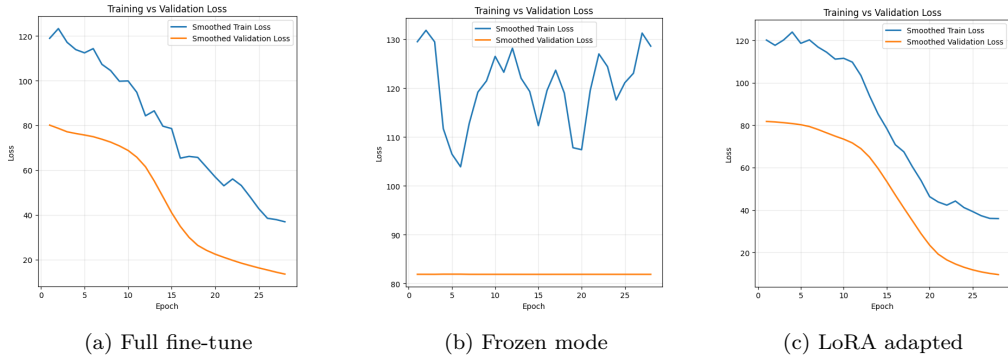 Training vs Validation Loss
Smoothed Train Loss
Smoothed Validation Loss
120
100
80
60
40
20
Loss
0
5
10
15
20
25
Epoch
(a) Full fine-tune
Training vs Validation Loss
Smoothed Train Loss
Smoothed Validation Loss
130
120
110
100
90
80
Loss
0
5
10
15
20
25
Epoch
(b) Frozen mode
Training vs Validation Loss
Smoothed Train Loss
Smoothed Validation Loss
120
100
80
60
40
20
Loss
0
5
10
15
20
25
Epoch
(c) LoRA adapted